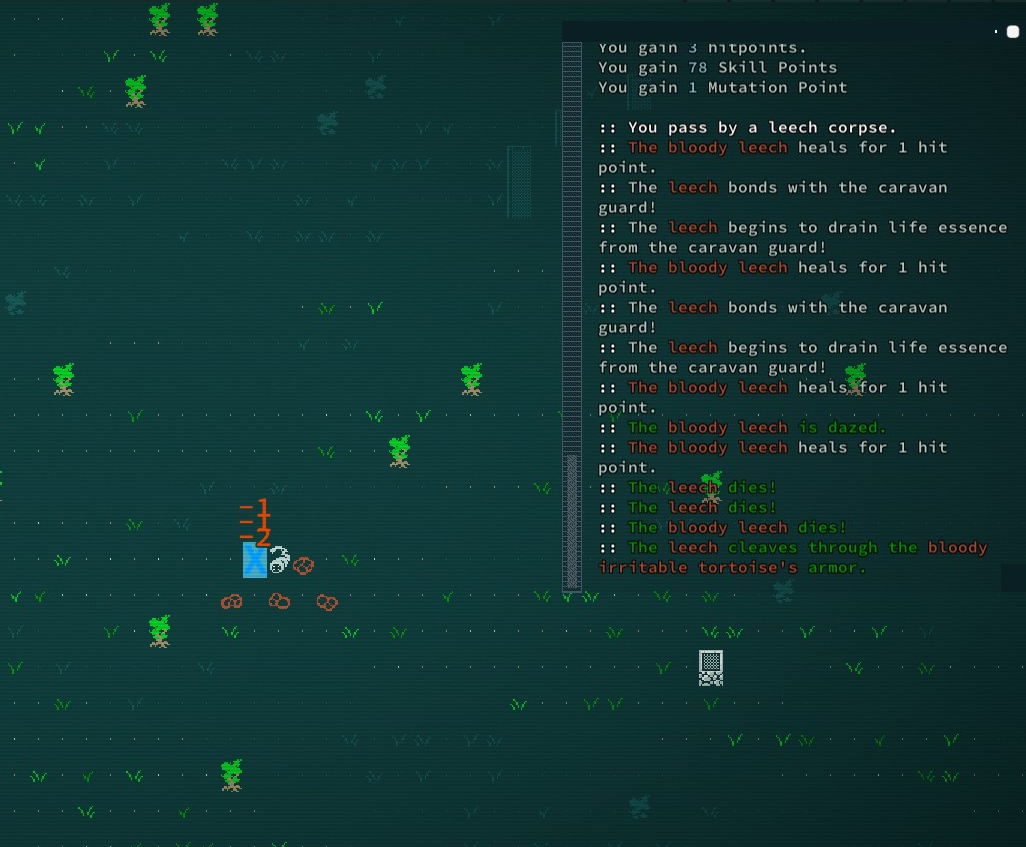 You gain 3 hitpoints.
You gain 78 Skill Points
You gain 1 Mutation Point
:: You pass by a leech corpse.
:: The bloody leech heals for 1 hit
point.
:: The leech bonds with the caravan
guard!
:: The leech begins to drain life essence
from the caravan guard!
:: The bloody leech heals for 1 hit
point.
:: The leech bonds with the caravan
guard!
:: The leech begins to drain life essence
from the caravan guard!
:: The bloody leech heals for 1 hit
point.
:: The bloody leech is dazed.
:: The bloody leech heals for 1 hit
point.
:: The leech dies!
:: The leech dies!
:: The bloody leech dies!
:: The leech cleaves through the bloody
irritable tortoise's armor.
-1
-1
-2
X